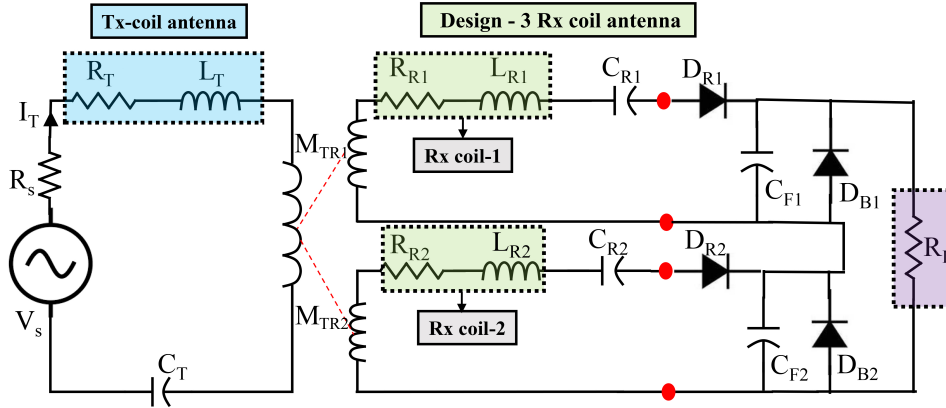 Tx-coil antenna
Design - 3 Rx coil antenna
R_T
L_T
R_R1
L_R1
C_R1
D_R1
I_T
M_TR1
Rx coil-1
R_s
C_F1
D_B1
R_R2
L_R2
C_R2
D_R2
V_s
M_TR2
Rx coil-2
C_T
C_F2
D_B2